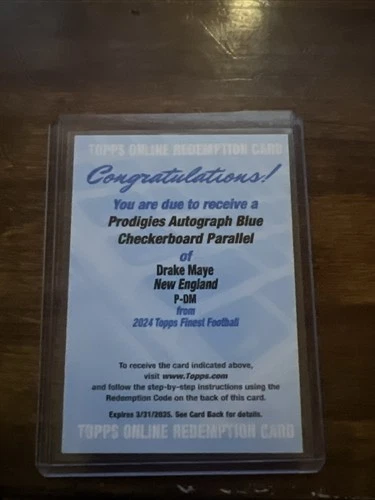 TOPPS ONLINE REDEMPTION CARD
Congratulations!
You are due to receive a
Prodigies Autograph Blue
Checkerboard Parallel
of
Drake Maye
New England
P-DM
from
2024 Topps Finest Football
To receive the card indicated above,
visit www.Topps.com
and follow the step-by-step instructions using the
Redemption Code on the back of this card.
Expires 3/31/2035. See Card Back for details.
TOPPS ONLINE REDEMPTION CARD